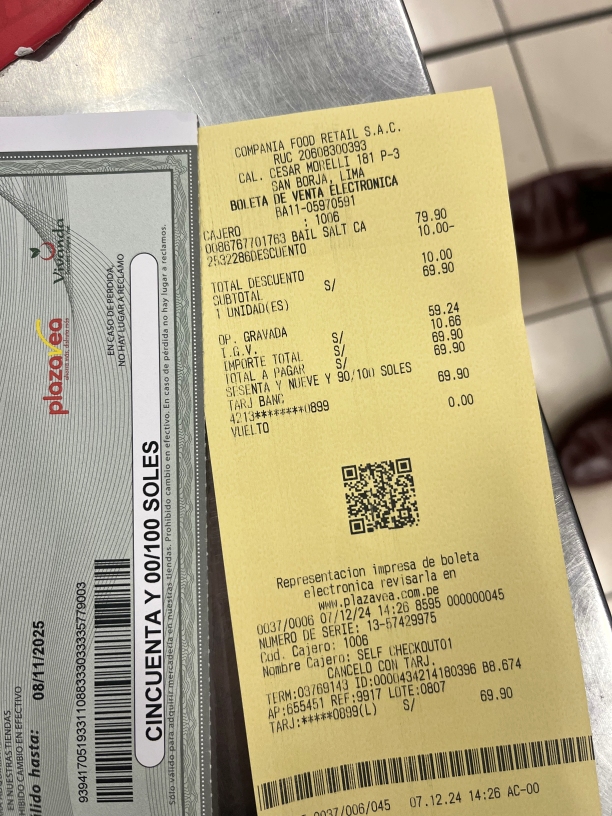 COMPANIA FOOD RETAIL S.A.C.
RUC 20608300393
CAL. CESAR MORELLI 181 P-3
SAN BORJA, LIMA
BOLETA DE VENTA ELECTRONICA
BA11-05970591
CAJERO : 1006
0086767701763 BAIL SALT CA 79.90
2532286DESCUENTO 10.00-
TOTAL DESCUENTO 10.00
SUBTOTAL S/ 69.90
1 UNIDAD(ES)
OP. GRAVADA S/ 59.24
I.G.V. S/ 10.66
IMPORTE TOTAL S/ 69.90
TOTAL A PAGAR S/ 69.90
SESENTA Y NUEVE Y 90/100 SOLES
TARJ BANC 69.90
4213********0899
VUELTO 0.00
Representacion impresa de boleta
electronica revisarla en
www.plazavea.com.pe
0037/0006 07/12/24 14:26 8595 000000045
NUMERO DE SERIE: 13-57429975
Cod. Cajero: 1006
Nombre Cajero: SELF CHECKOUT01
CANCELO CON TARJ.
TERM:03769143 ID:0000434214180396 B8.674
AP:655451 REF:9917 LOTE:0807
TARJ:*****0899(L) S/ 69.90
0037/006/045 07.12.24 14:26 AC-00
plazavea
Vivanda
EN CASO DE PERDIDA,
NO HAY LUGAR A RECLAMO
CINCUENTA Y 00/100 SOLES
Sólo válido para adquirir mercadería en nuestras tiendas. Prohibido cambio en efectivo. En caso de pérdida no hay lugar a reclamos.
93941705193311088333033335779003
08/11/2025
lido hasta:
HIBIDO CAMBIO EN EFECTIVO
EN NUESTRAS TIENDAS